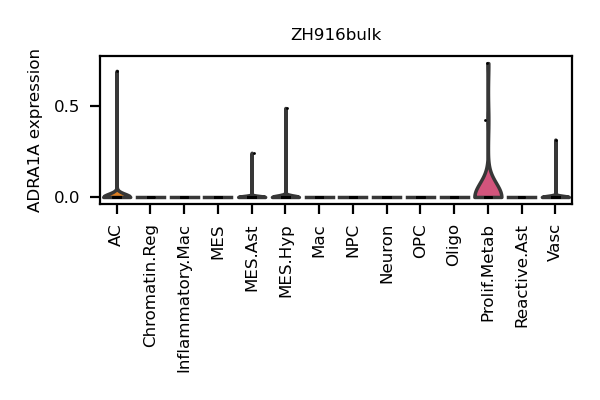 ZH916bulk
ADRA1A expression
0.5
0.0
AC
Chromatin.Reg
Inflammatory.Mac
MES
MES.Ast
MES.Hyp
Mac
NPC
Neuron
OPC
Oligo
Prolif.Metab
Reactive.Ast
Vasc